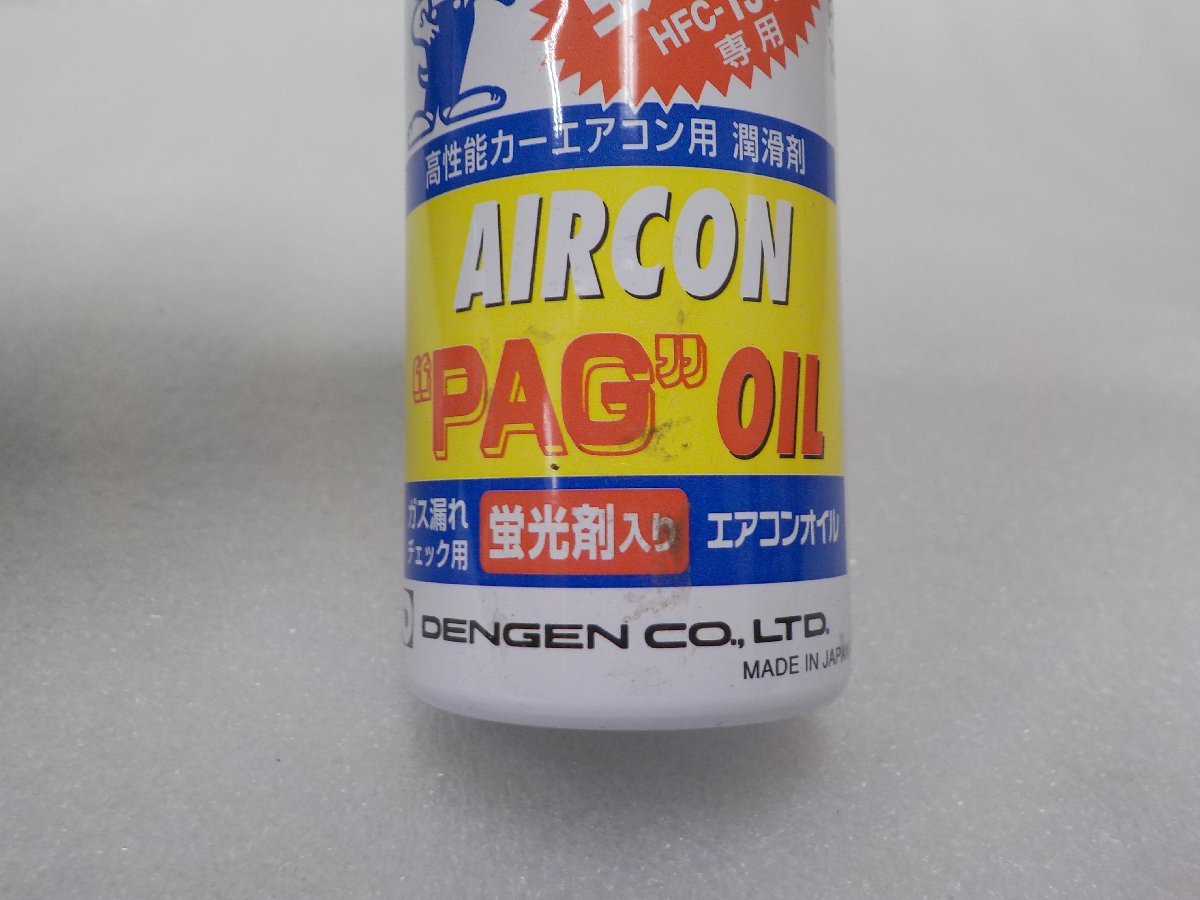 HFC-13
専用
高性能カーエアコン用 潤滑剤
AIRCON
"PAG" OIL
ガス漏れ
チェック用
蛍光剤入り
エアコンオイル
DENGEN CO., LTD.
MADE IN JAPAN